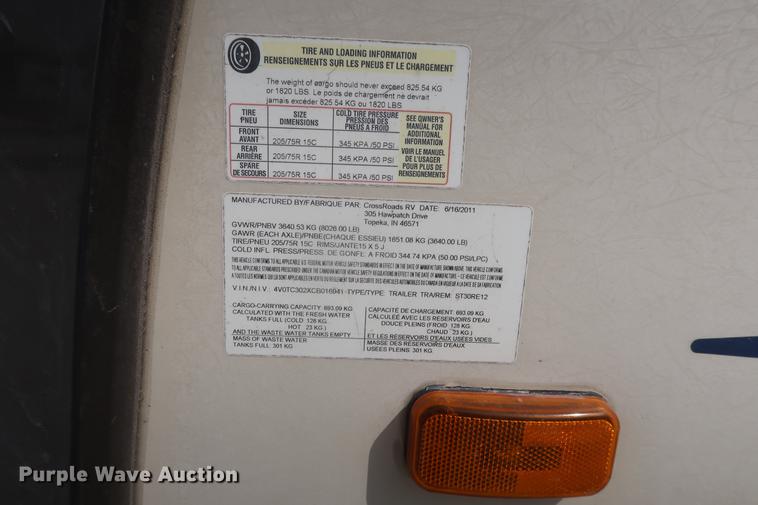 TIRE AND LOADING INFORMATION
RENSEIGNEMENTS SUR LES PNEUS ET LE CHARGEMENT
The weight of cargo should never exceed 825.54 KG
or 1820 LBS. Le poids de chargement ne devrait
jamais excéder 825.54 KG ou 1820 LBS
TIRE PNEU SIZE DIMENSIONS COLD TIRE PRESSURE PRESSION DES PNEUS A FROID
FRONT AVANT 205/75R 15C 345 KPA /50 PSI
REAR ARRIÈRE 205/75R 15C 345 KPA /50 PSI
SPARE DE SECOURS 205/75R 15C 345 KPA /50 PSI
SEE OWNER'S
MANUAL FOR
ADDITIONAL
INFORMATION
VOIR LE MANUEL
DE L'USAGER
POUR PLUS DE
RENSEIGNEMENTS
MANUFACTURED BY/FABRIQUE PAR: CrossRoads RV DATE: 6/16/2011
305 Hawpatch Drive
Topeka, IN 46571
GVWR/PNBV 3640.53 KG (8026.00 LB)
GAWR (EACH AXLE)/PNBE(CHAQUE ESSIEU) 1651.08 KG (3640.00 LB)
TIRE/PNEU 205/75R 15C RIMS/JANTE 15 X 5 J
COLD INFL. PRESS/PRESS. DE GONFL. A FROID 344.74 KPA (50.00 PSI/LPC)
V.I.N./N.I.V.: TYPE/TYPE: TRAILER TRA/REM: ST30RE12
CARGO-CARRYING CAPACITY: 693.09 KG
CALCULATED WITH THE FRESH WATER
TANKS FULL (COLD: 128 KG
HOT : 23 KG.)
AND THE WASTE WATER TANKS EMPTY
MASS OF WASTE WATER
TANKS FULL: 301 KG
CAPACITE DE CHARGEMENT: 693.09 KG
CALCULÉE AVEC LES RESERVOIRS D'EAU
DOUCE PLEINS (FROID: 128 KG
CHAUD : 23 KG.)
ET LES RESERVOIRS D'EAUX USÉES VIDES
MASSE DES RESERVOIRS D'EAUX
USÉES PLEINS: 301 KG
Purple Wave Auction